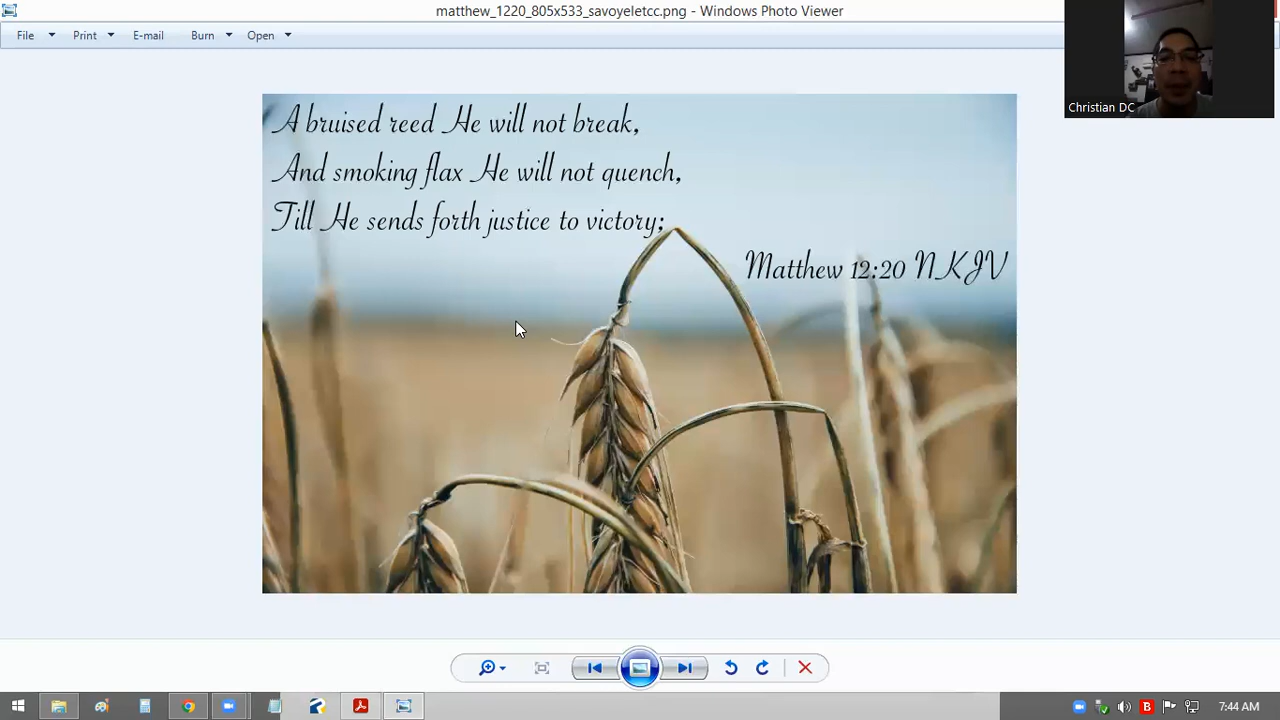 matthew_1220_805x533_savoyeletcc.png - Windows Photo Viewer
File Print E-mail Burn Open
Christian DC
A bruised reed He will not break,
And smoking flax He will not quench,
Till He sends forth justice to victory;
Matthew 12:20 NKJV
B
7:44 AM